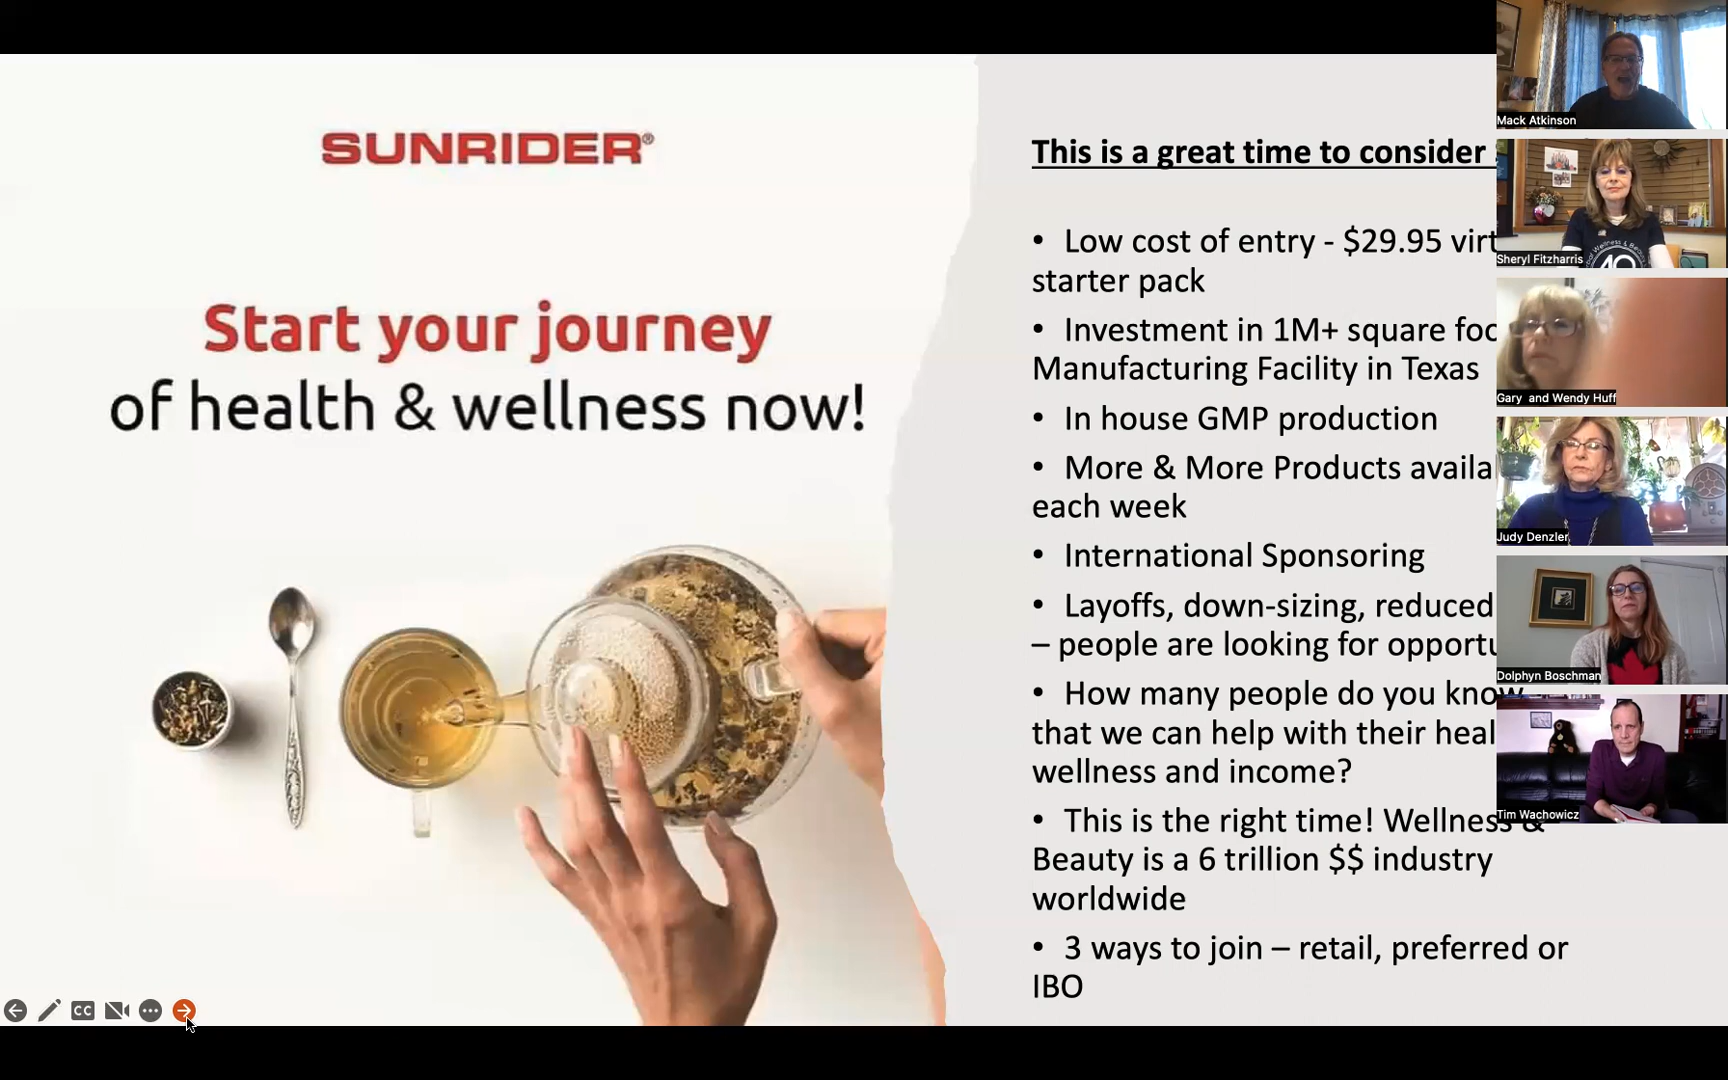 SUNRIDER®
Start your journey
of health & wellness now!
This is a great time to consider
• Low cost of entry - $29.95
starter pack
• Investment in 1M+ square
Manufacturing Facility in Texas
• In house GMP production
• More & More Products
each week
• International Sponsoring
• Layoffs, down-sizing, reduced
– people are looking for
• How many people do you know
that we can help with their
wellness and income?
• This is the right time! Wellness &
Beauty is a 6 trillion $$ industry
worldwide
• 3 ways to join – retail, preferred or
IBO
Mack Atkinson
Sheryl Fitzharris
Gary and Wendy Huff
Judy Denzler
Dolphyn Boschman
Tim Wachowicz
CC
40